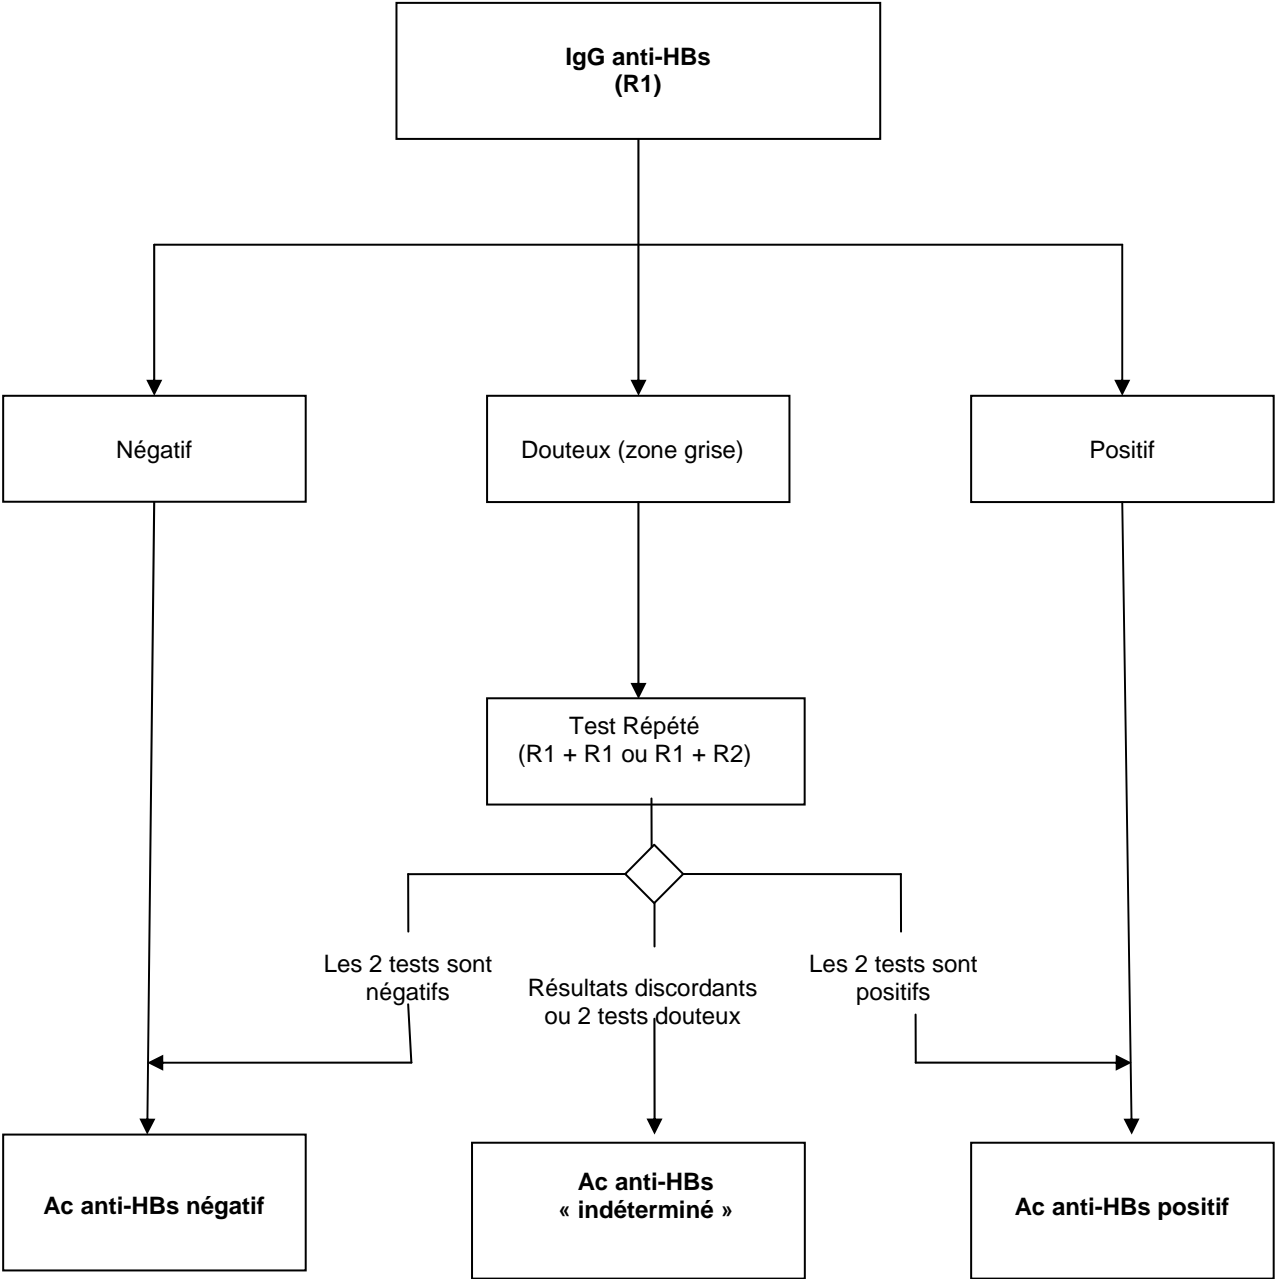 IgG anti-HBs
(R1)
Négatif
Douteux (zone grise)
Positif
Test Répété
(R1 + R1 ou R1 + R2)
Les 2 tests sont
négatifs
Résultats discordants
ou 2 tests douteux
Les 2 tests sont
positifs
Ac anti-HBs négatif
Ac anti-HBs
« indéterminé »
Ac anti-HBs positif